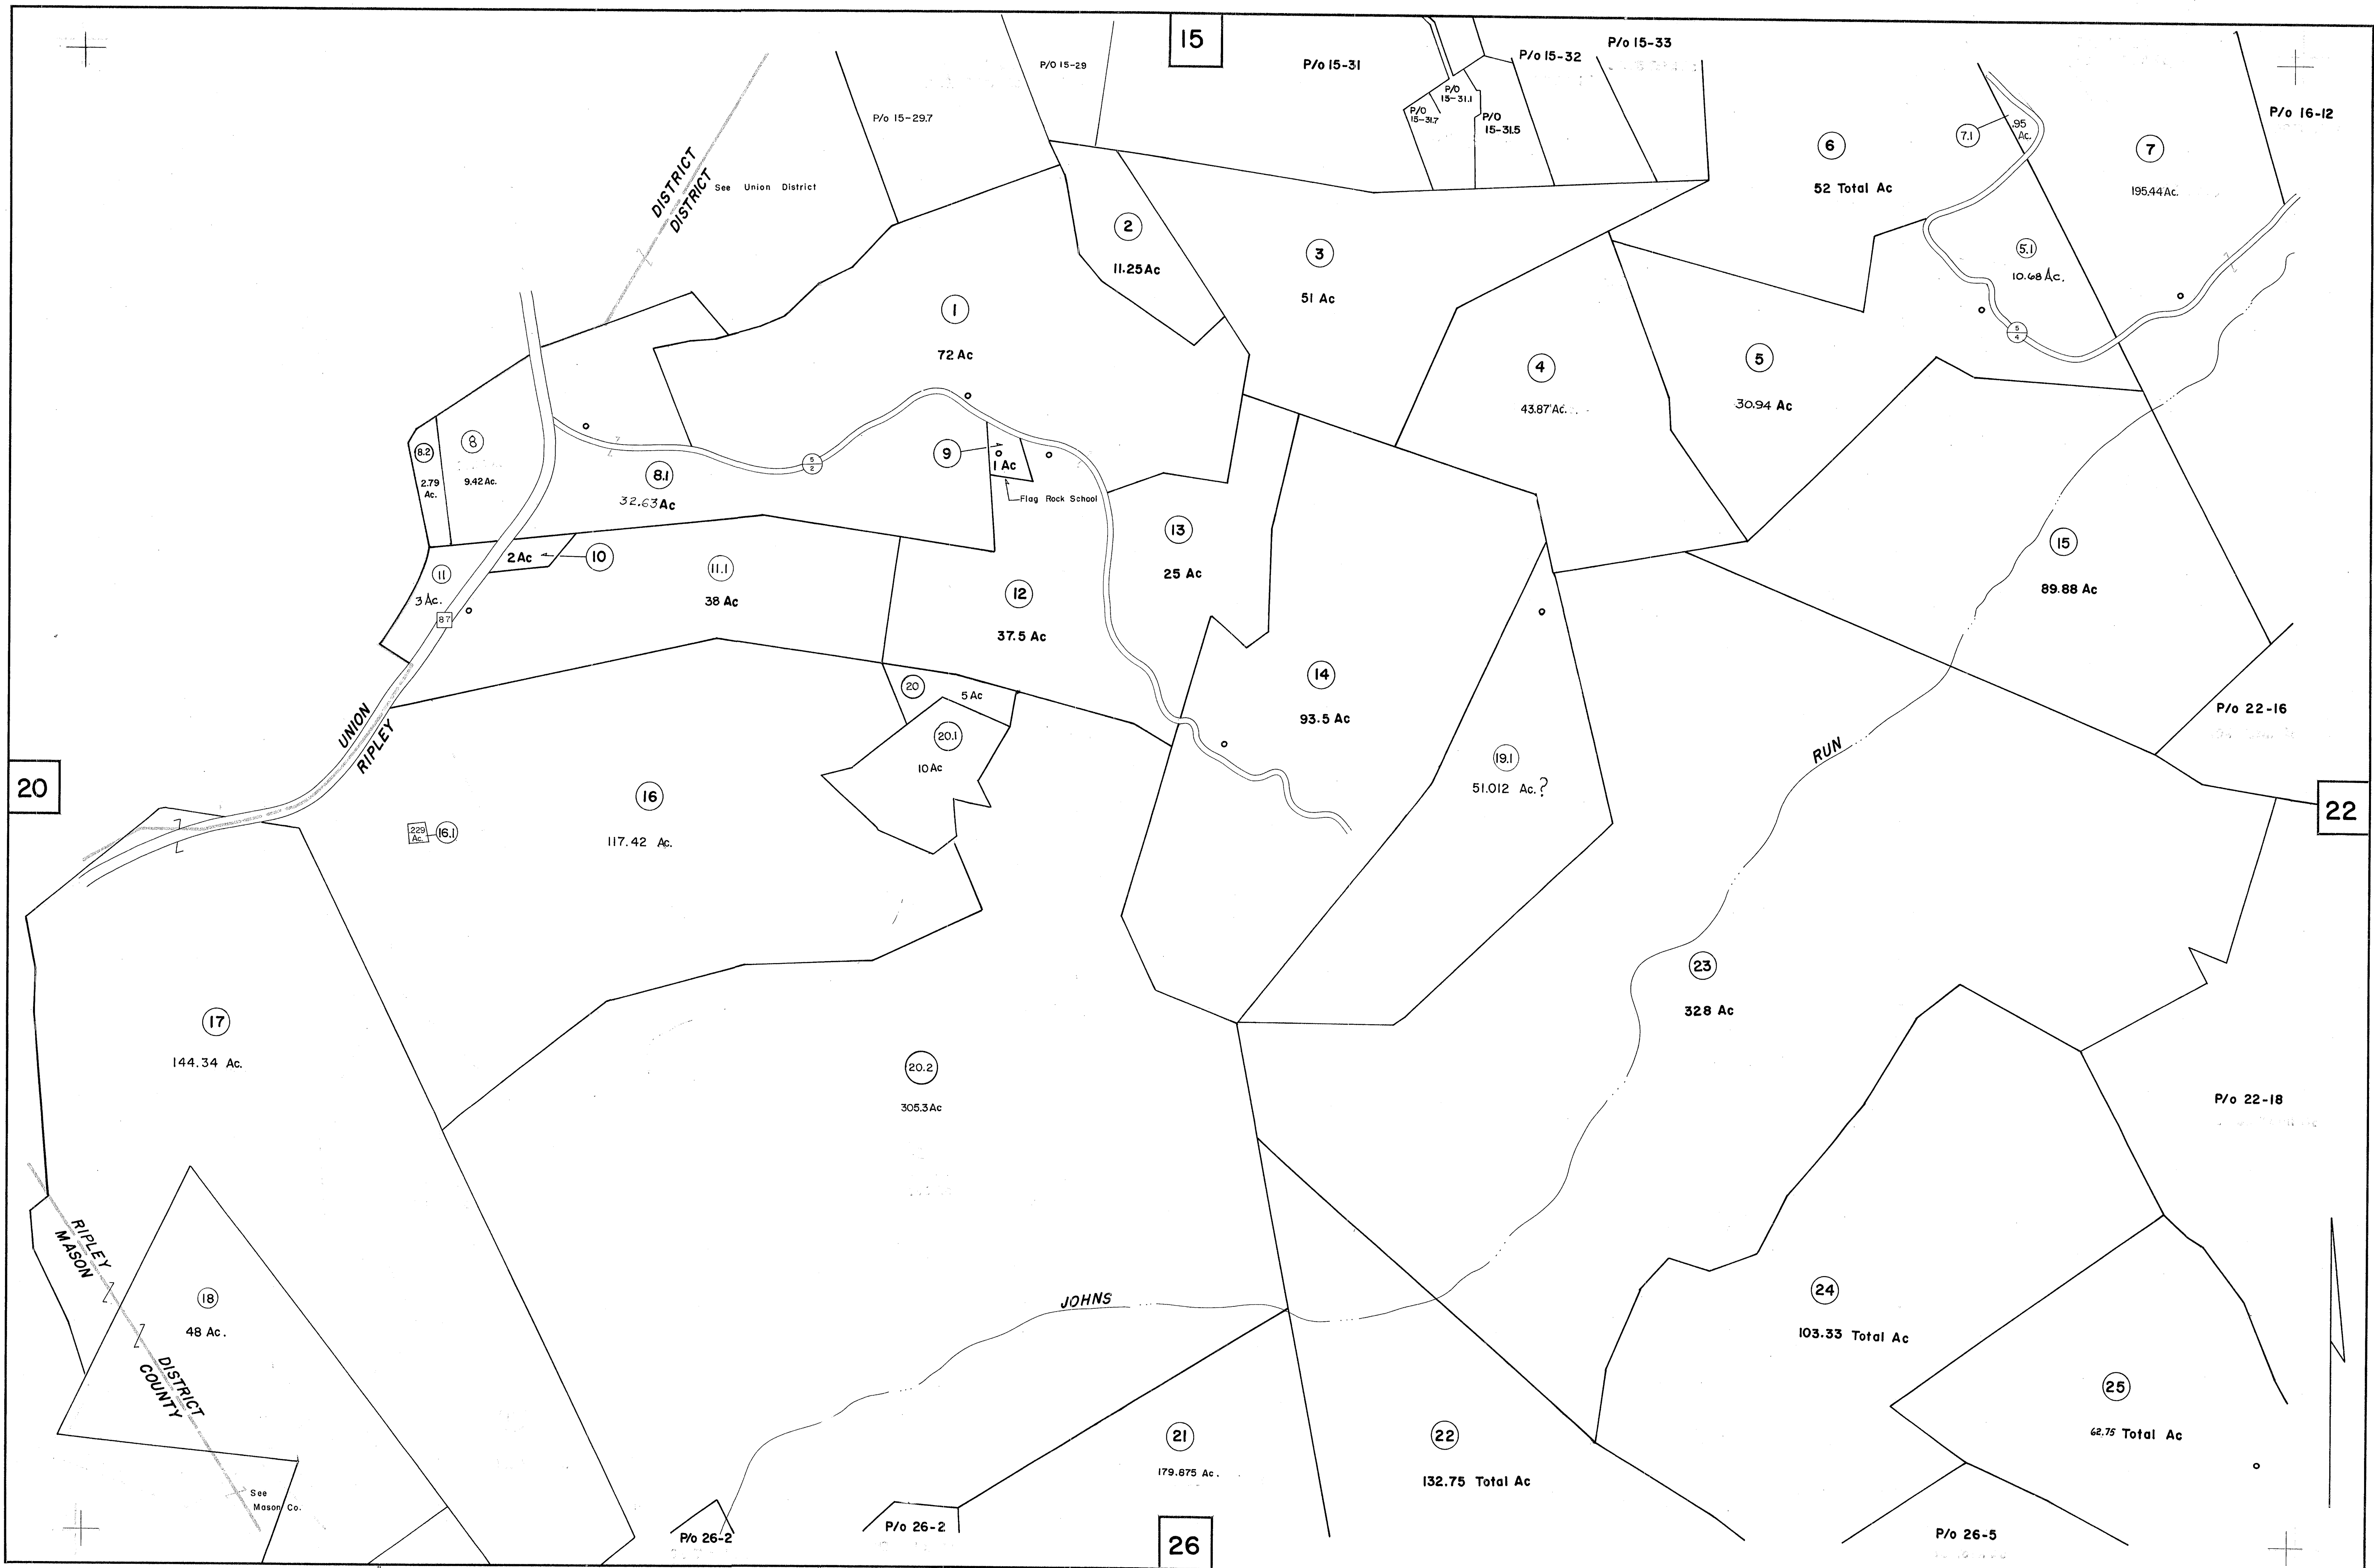 15
P/O 15-29
P/o 15-31
P/o 15-32
P/o 15-33
P/o 15-29.7
P/O
15-31.1
P/O
15-31.7
P/O
15-31.5
P/o 16-12
DISTRICT
DISTRICT
See Union District
6
52 Total Ac
7.1
.95
Ac.
7
195.44 Ac.
2
11.25 Ac
3
51 Ac
5.1
10.68 Ac.
1
72 Ac
5
4
4
43.87 Ac.
5
30.94 Ac
8.2
2.79
Ac.
8
9.42 Ac.
8.1
32.63 Ac
5
2
9
1 Ac
Flag Rock School
13
25 Ac
15
89.88 Ac
2 Ac
10
11
3 Ac.
87
11.1
38 Ac
12
37.5 Ac
14
93.5 Ac
20
5 Ac
20.1
10 Ac
P/o 22-16
UNION
RIPLEY
RUN
19.1
51.012 Ac.?
20
22
16
117.42 Ac.
.229
Ac.
16.1
23
328 Ac
17
144.34 Ac.
20.2
305.3 Ac
P/o 22-18
RIPLEY
MASON
18
48 Ac.
JOHNS
24
103.33 Total Ac
DISTRICT
COUNTY
25
62.75 Total Ac
21
179.875 Ac.
22
132.75 Total Ac
See
Mason Co.
P/o 26-2
P/o 26-2
26
P/o 26-5